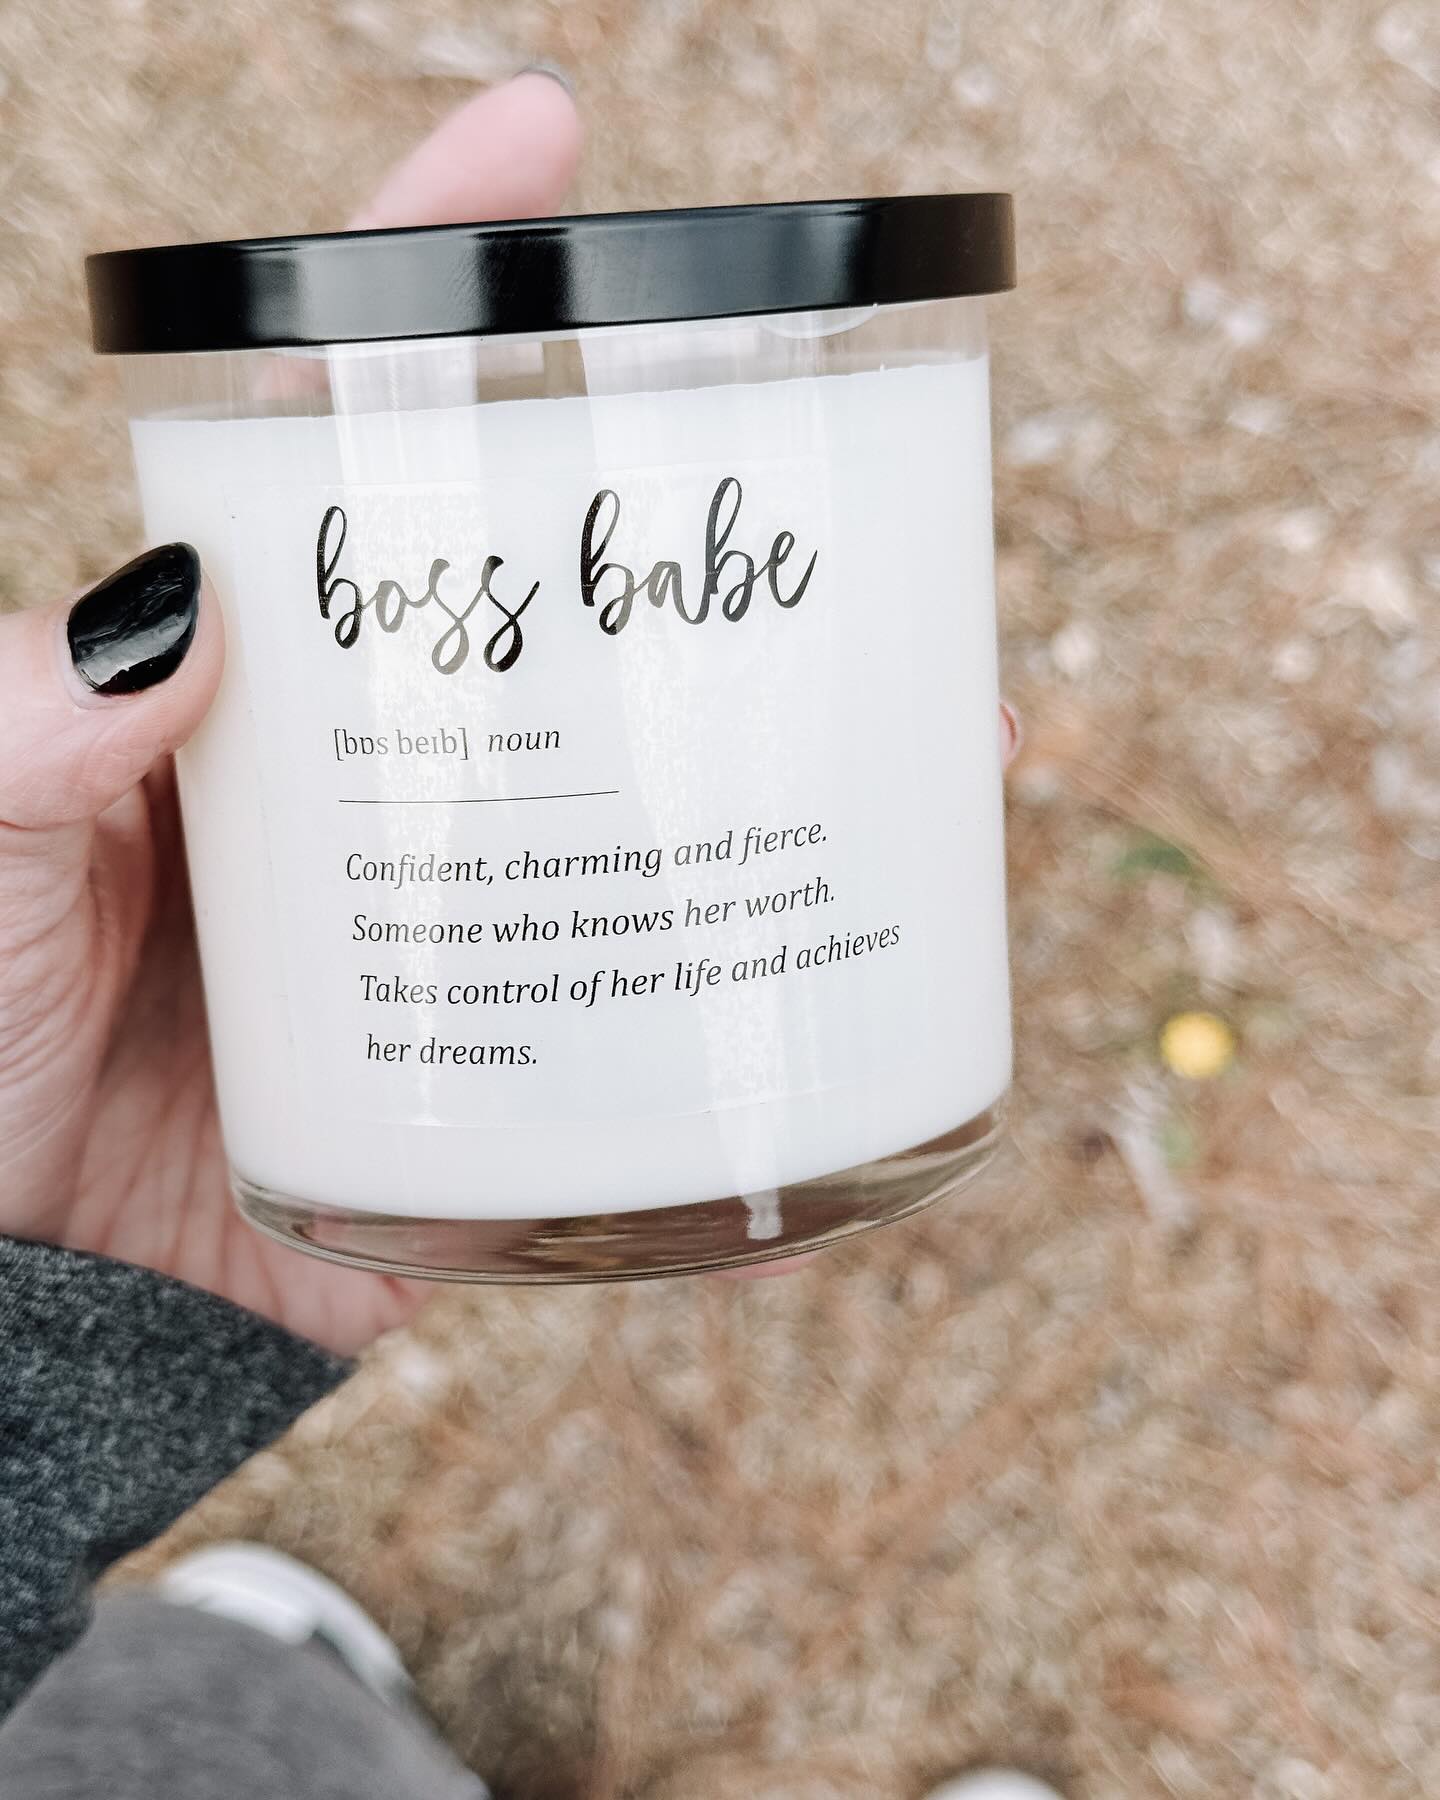 boss babe
[bɒs beɪb] noun
Confident, charming and fierce.
Someone who knows her worth.
Takes control of her life and achieves
her dreams.